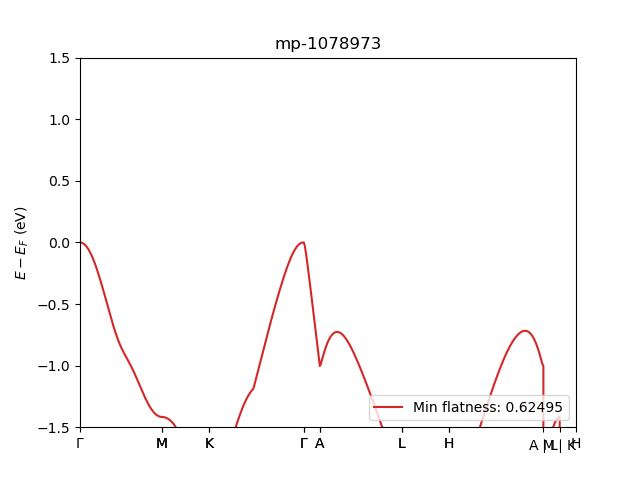 mp-1078973
1.5
1.0
0.5
0.0
−0.5
−1.0
−1.5
E − E_F (eV)
Min flatness: 0.62495
Γ M K Γ A L H A | M L | K H